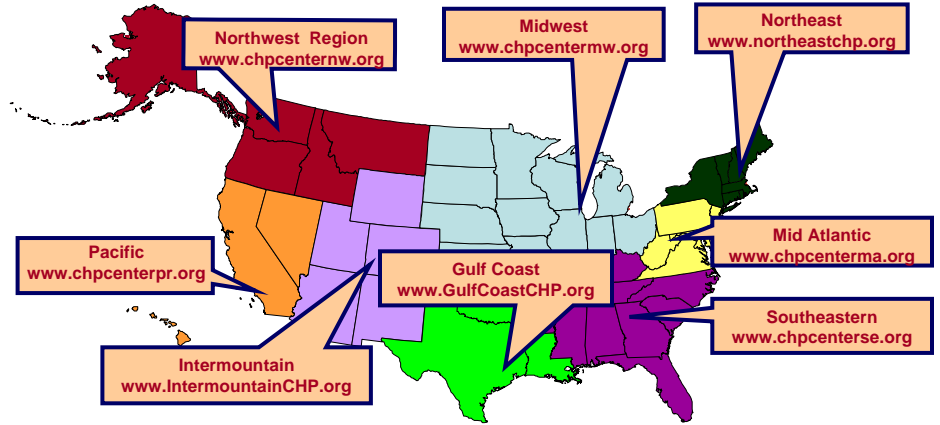 Northwest Region
www.chpcenternw.org
Midwest
www.chpcentermw.org
Northeast
www.northeastchp.org
Pacific
www.chpcenterpr.org
Gulf Coast
www.GulfCoastCHP.org
Mid Atlantic
www.chpcenterma.org
Southeastern
www.chpcenterse.org
Intermountain
www.IntermountainCHP.org